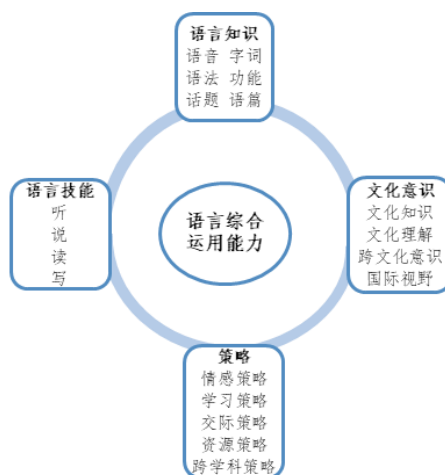 语言知识
语音 字词
语法 功能
话题 语篇
语言技能
听
说
读
写
语言综合
运用能力
文化意识
文化知识
文化理解
跨文化意识
国际视野
策略
情感策略
学习策略
交际策略
资源策略
跨学科策略